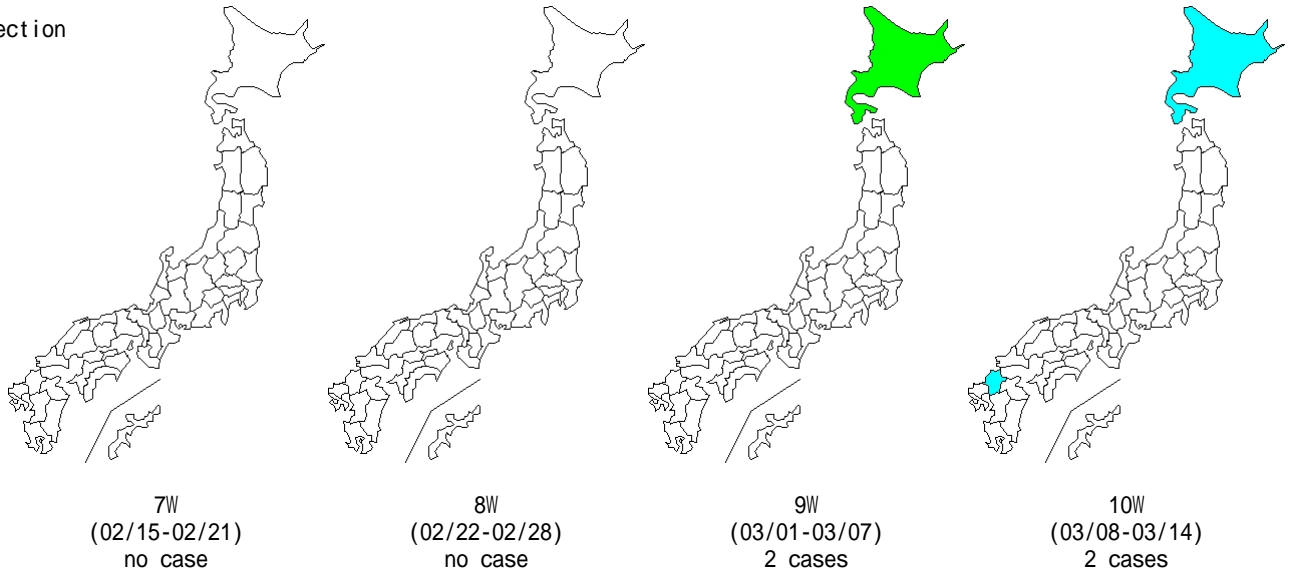 ection
7W
(02/15-02/21)
no case
8W
(02/22-02/28)
no case
9W
(03/01-03/07)
2 cases
10W
(03/08-03/14)
2 cases